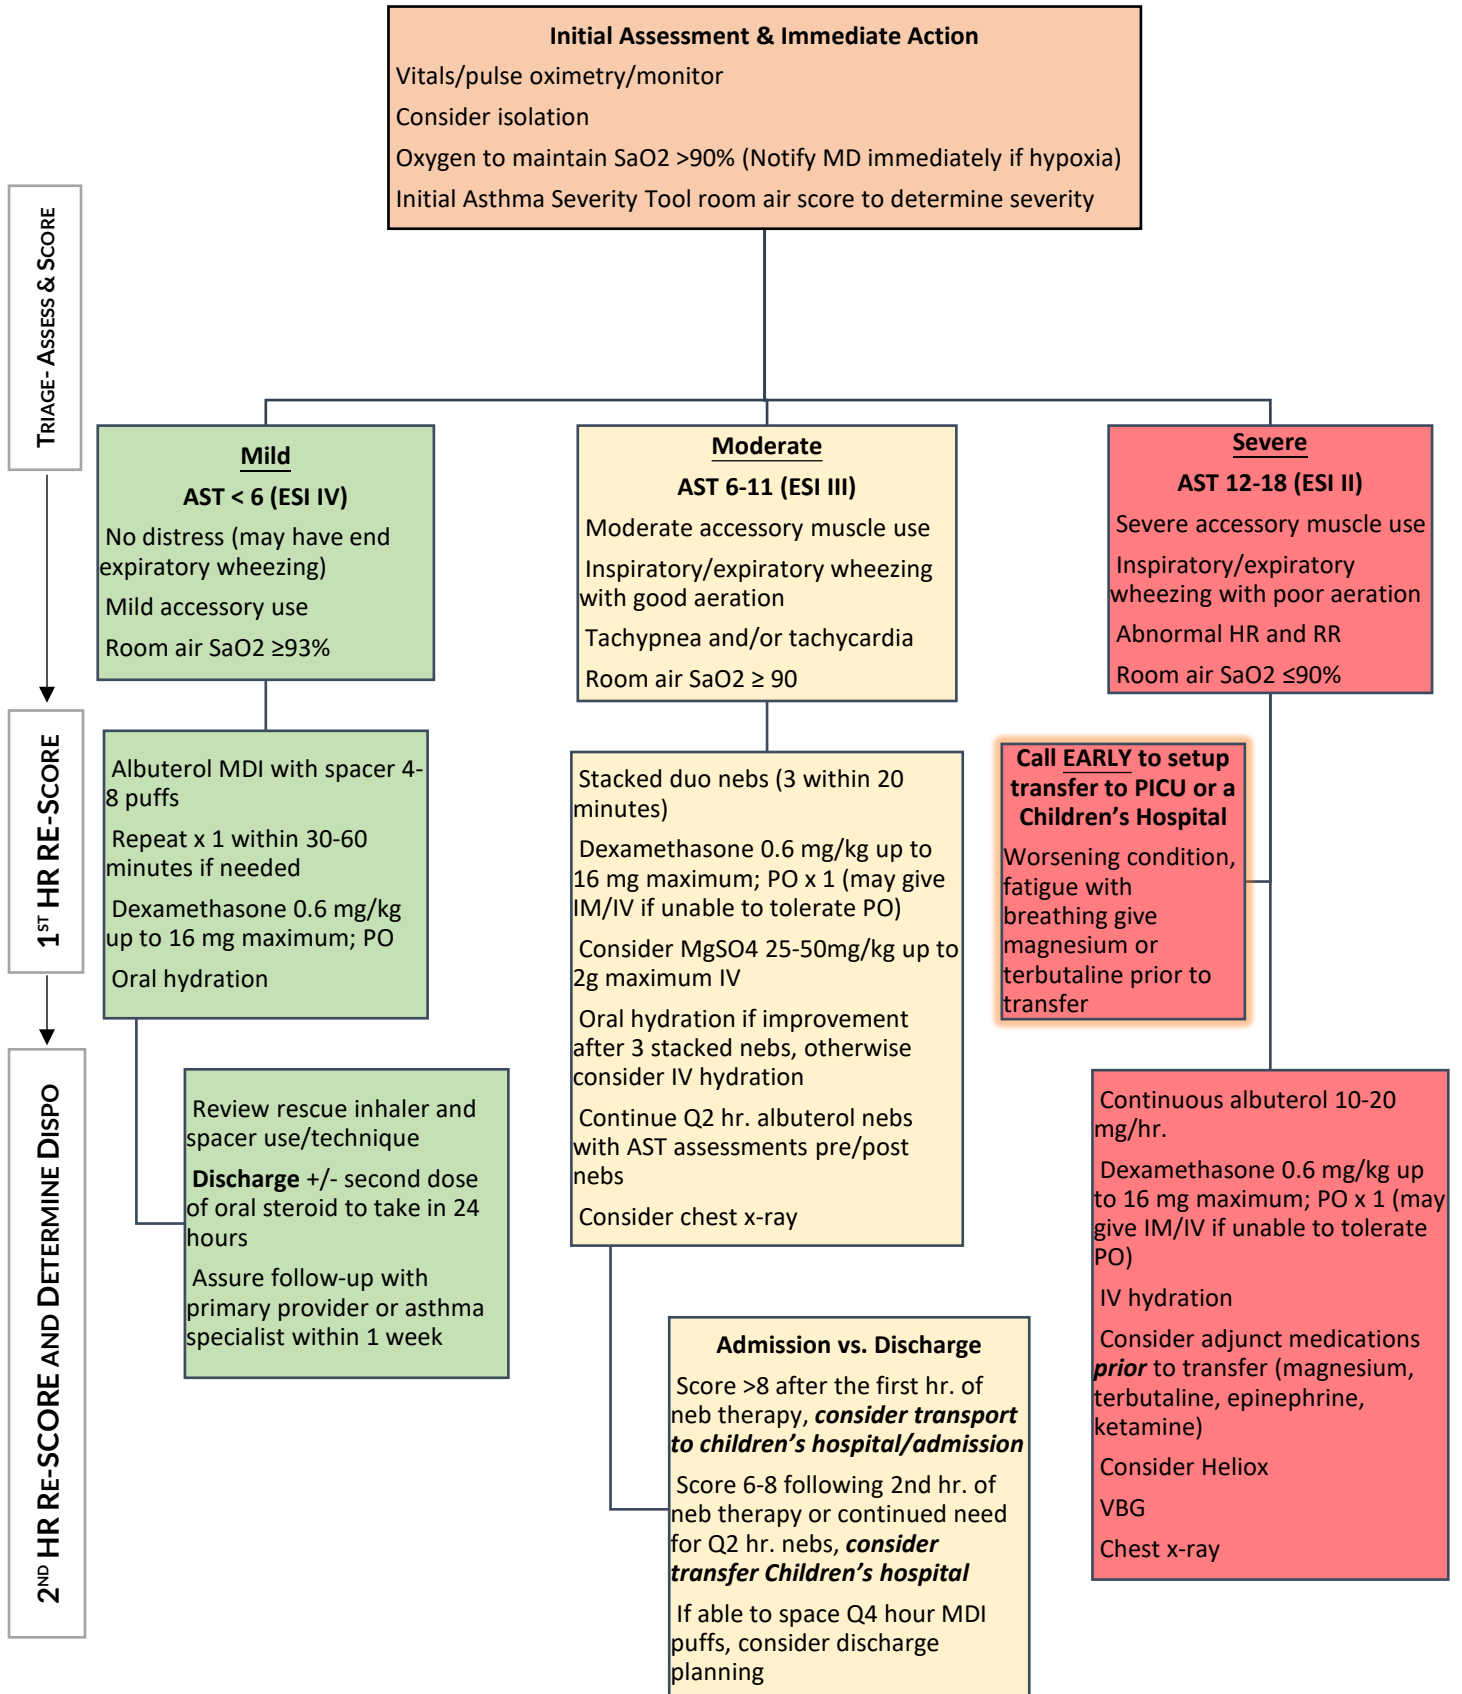 Initial Assessment & Immediate Action
Vitals/pulse oximetry/monitor
Consider isolation
Oxygen to maintain SaO2 >90% (Notify MD immediately if hypoxia)
Initial Asthma Severity Tool room air score to determine severity
TRIAGE- ASSESS & SCORE
Mild
AST < 6 (ESI IV)
No distress (may have end
expiratory wheezing)
Mild accessory use
Room air SaO2 ≥93%
Moderate
AST 6-11 (ESI III)
Moderate accessory muscle use
Inspiratory/expiratory wheezing
with good aeration
Tachypnea and/or tachycardia
Room air SaO2 ≥ 90
Severe
AST 12-18 (ESI II)
Severe accessory muscle use
Inspiratory/expiratory
wheezing with poor aeration
Abnormal HR and RR
Room air SaO2 ≤90%
1ST HR RE-SCORE
Albuterol MDI with spacer 4-
8 puffs
Repeat x 1 within 30-60
minutes if needed
Dexamethasone 0.6 mg/kg
up to 16 mg maximum; PO
Oral hydration
Stacked duo nebs (3 within 20
minutes)
Dexamethasone 0.6 mg/kg up to
16 mg maximum; PO x 1 (may give
IM/IV if unable to tolerate PO)
Consider MgSO4 25-50mg/kg up to
2g maximum IV
Oral hydration if improvement
after 3 stacked nebs, otherwise
consider IV hydration
Continue Q2 hr. albuterol nebs
with AST assessments pre/post
nebs
Consider chest x-ray
Call EARLY to setup
transfer to PICU or a
Children's Hospital
Worsening condition,
fatigue with
breathing give
magnesium or
terbutaline prior to
transfer
2ND HR RE-SCORE AND DETERMINE DISPO
Review rescue inhaler and
spacer use/technique
Discharge +/- second dose
of oral steroid to take in 24
hours
Assure follow-up with
primary provider or asthma
specialist within 1 week
Admission vs. Discharge
Score >8 after the first hr. of
neb therapy, consider transport
to children's hospital/admission
Score 6-8 following 2nd hr. of
neb therapy or continued need
for Q2 hr. nebs, consider
transfer Children's hospital
If able to space Q4 hour MDI
puffs, consider discharge
planning
Continuous albuterol 10-20
mg/hr.
Dexamethasone 0.6 mg/kg up
to 16 mg maximum; PO x 1 (may
give IM/IV if unable to tolerate
PO)
IV hydration
Consider adjunct medications
prior to transfer (magnesium,
terbutaline, epinephrine,
ketamine)
Consider Heliox
VBG
Chest x-ray